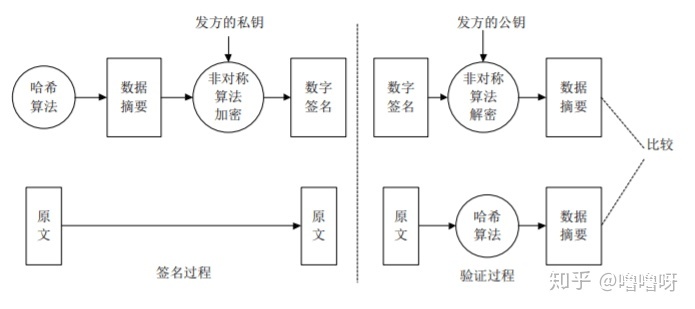 发方的私钥
哈希
算法
数据
摘要
非对称
算法
加密
数字
签名
原
文
原
文
签名过程
发方的公钥
数字
签名
非对称
算法
解密
数据
摘要
比较
原
文
哈希
算法
数据
摘要
验证过程
知乎 @噜噜呀